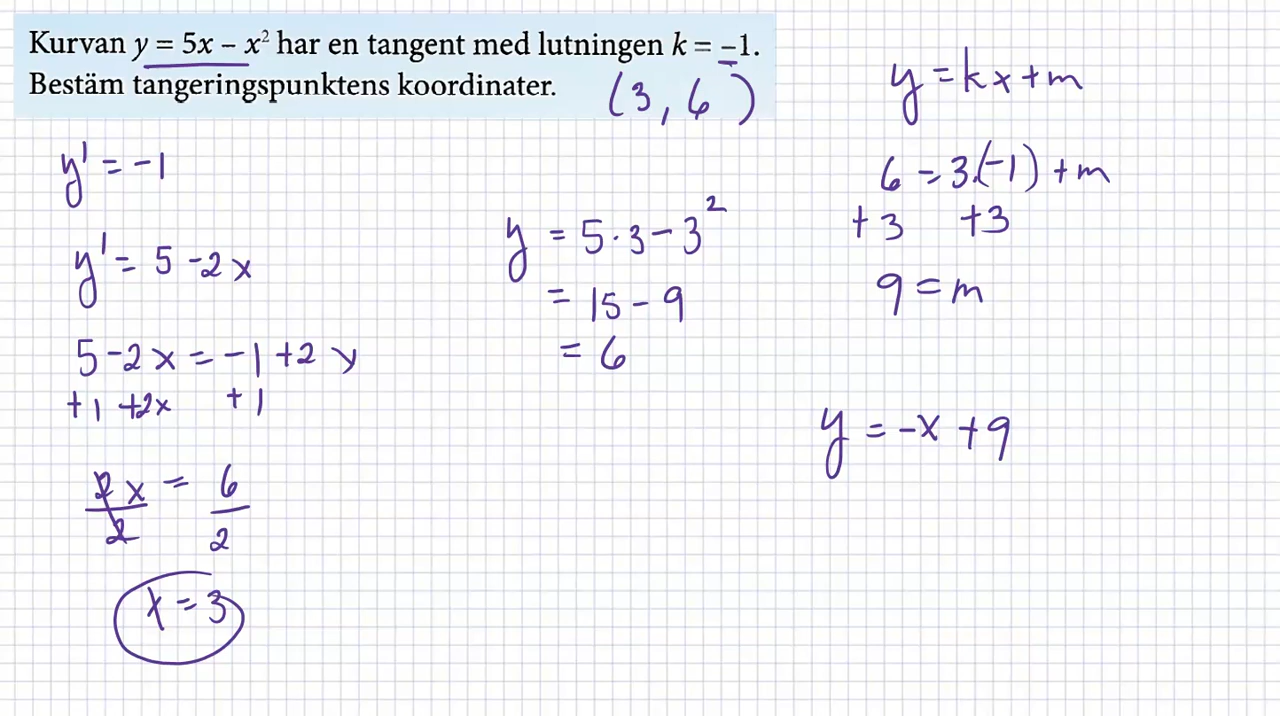 Kurvan y = 5x – x² har en tangent med lutningen k = –1.
Bestäm tangeringspunktens koordinater.
(3, 6)
y' = -1
y' = 5 -2x
5 -2x = -1 +2x
+1 +2x +1
2x/2 = 6/2
x = 3
y = 5·3 - 3²
= 15 - 9
= 6
y = kx + m
6 = 3·(-1) + m
+3 +3
9 = m
y = -x + 9